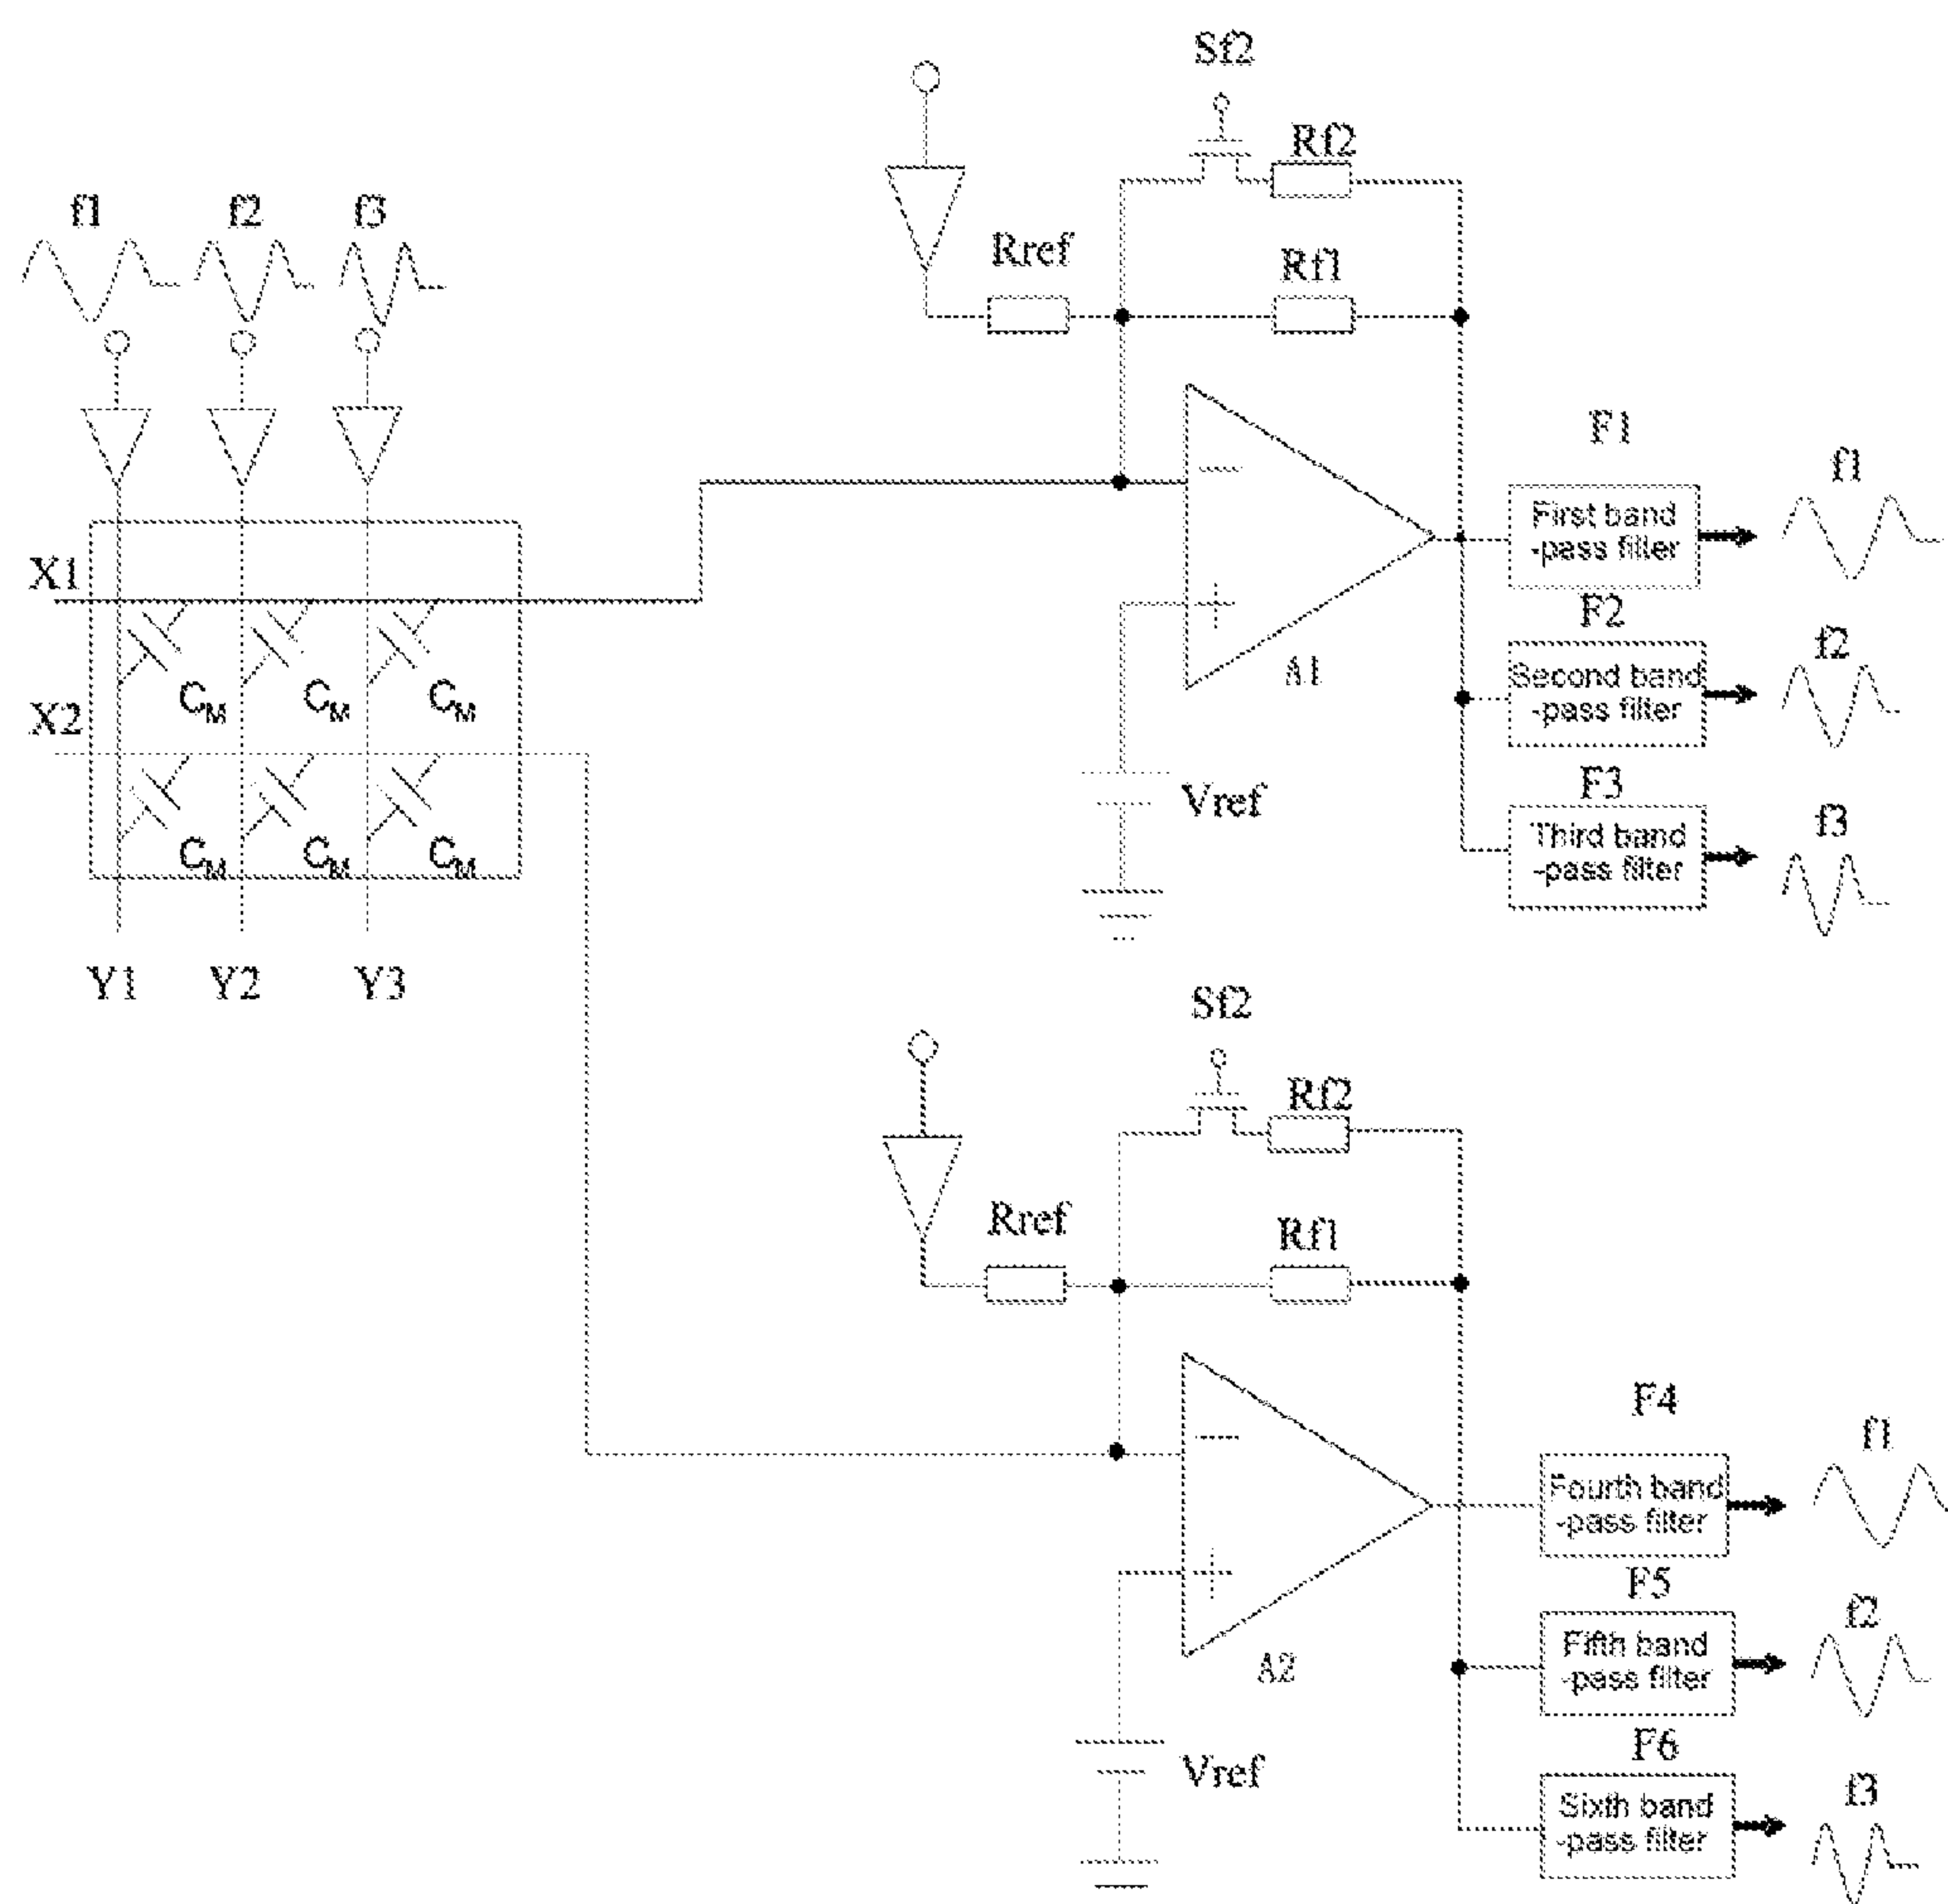 Sf2
Rf2
f1 f2 f3
Rref
Rf1
F1
f1
First band
-pass filter
X1
F2
f2
A1
Second band
-pass filter
C_M C_M C_M
X2
Vref
F3
f3
Third band
-pass filter
C_M C_M C_M
Y1 Y2 Y3
Sf2
Rf2
Rref
Rf1
F4
f1
Fourth band
-pass filter
F5
f2
A2
Fifth band
-pass filter
F6
Vref
f3
Sixth band
-pass filter